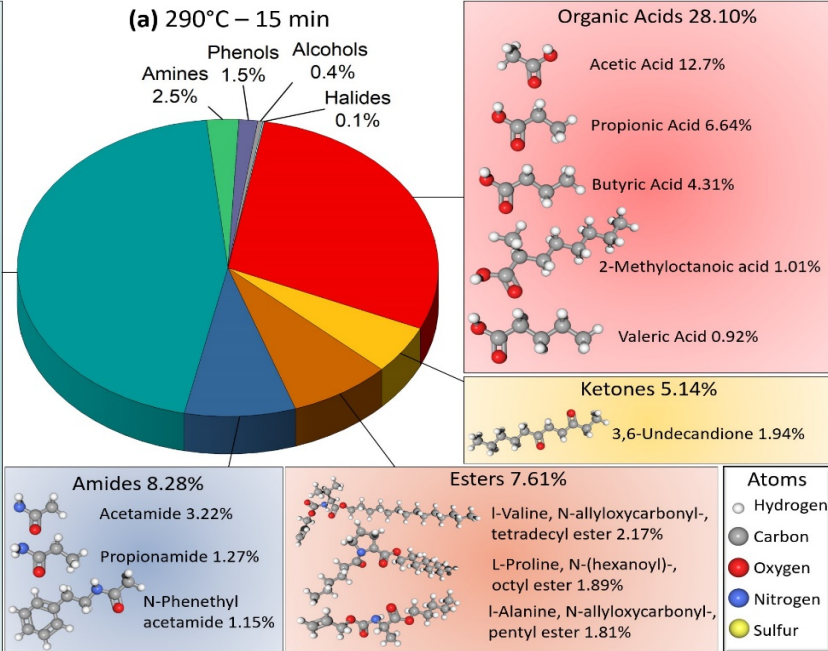 (a) 290°C – 15 min
Phenols
1.5%
Alcohols
0.4%
Amines
2.5%
Halides
0.1%
Organic Acids 28.10%
Acetic Acid 12.7%
Propionic Acid 6.64%
Butyric Acid 4.31%
2-Methyloctanoic acid 1.01%
Valeric Acid 0.92%
Ketones 5.14%
3,6-Undecandione 1.94%
Amides 8.28%
Acetamide 3.22%
Propionamide 1.27%
N-Phenethyl
acetamide 1.15%
Esters 7.61%
l-Valine, N-allyloxycarbonyl-,
tetradecyl ester 2.17%
L-Proline, N-(hexanoyl)-,
octyl ester 1.89%
l-Alanine, N-allyloxycarbonyl-,
pentyl ester 1.81%
Atoms
Hydrogen
Carbon
Oxygen
Nitrogen
Sulfur